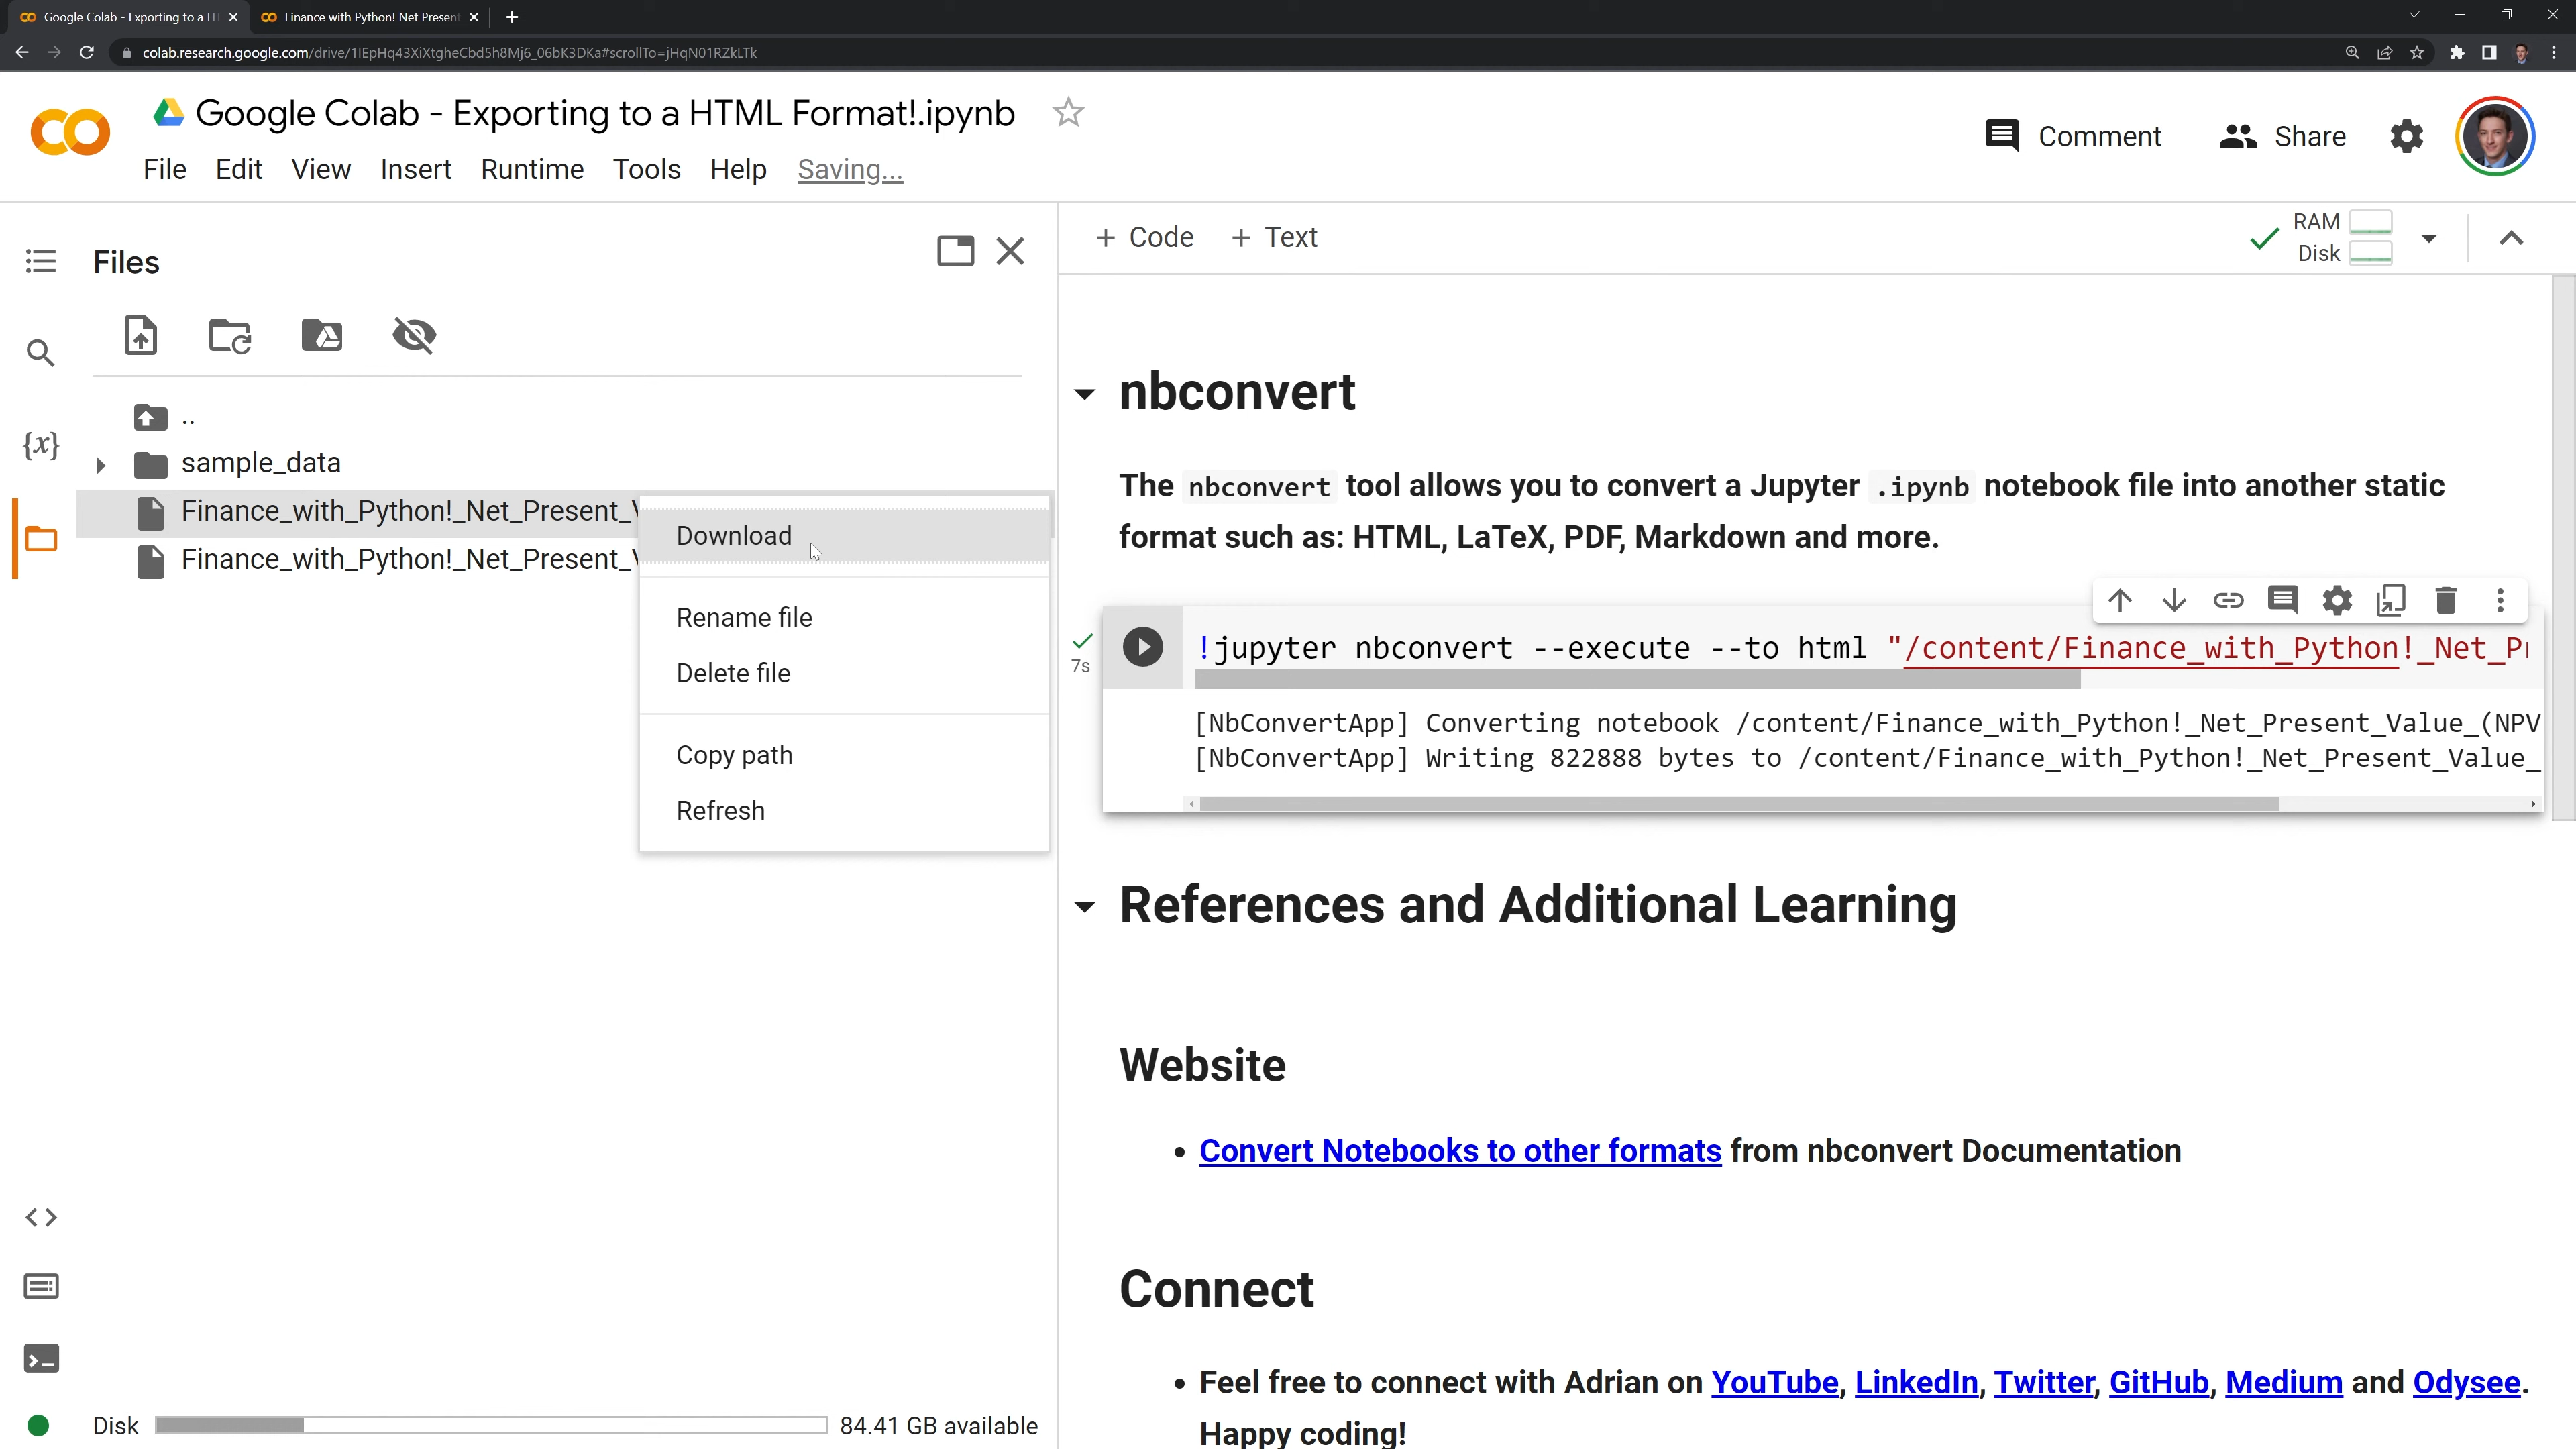 Google Colab - Exporting to a HT
Finance with Python! Net Present
colab.research.google.com/drive/1IEpHq43XiXtgheCbd5h8Mj6_06bK3DKa#scrollTo=jHqN01RZkLTk
Google Colab - Exporting to a HTML Format!.ipynb
File Edit View Insert Runtime Tools Help Saving...
Comment Share
Files
+ Code + Text
RAM
Disk
..
sample_data
Finance_with_Python!_Net_Present_V
Finance_with_Python!_Net_Present_V
Download
Rename file
Delete file
Copy path
Refresh
{x}
nbconvert
The nbconvert tool allows you to convert a Jupyter .ipynb notebook file into another static
format such as: HTML, LaTeX, PDF, Markdown and more.
7s
!jupyter nbconvert --execute --to html "/content/Finance_with_Python!_Net_Pr
[NbConvertApp] Converting notebook /content/Finance_with_Python!_Net_Present_Value_(NPV
[NbConvertApp] Writing 822888 bytes to /content/Finance_with_Python!_Net_Present_Value_
References and Additional Learning
Website
• Convert Notebooks to other formats from nbconvert Documentation
Connect
• Feel free to connect with Adrian on YouTube, LinkedIn, Twitter, GitHub, Medium and Odysee.
Happy coding!
Disk 84.41 GB available